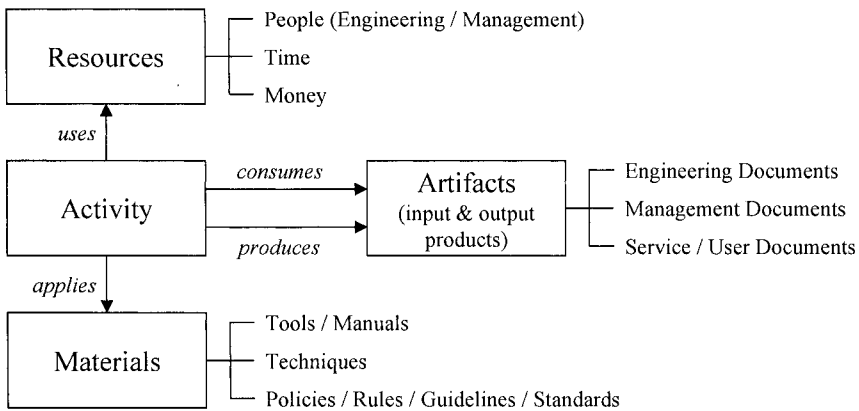 People (Engineering / Management)
Resources
Time
Money
uses
consumes
Activity
Artifacts
(input & output
products)
produces
Engineering Documents
Management Documents
Service / User Documents
applies
Tools / Manuals
Materials
Techniques
Policies / Rules / Guidelines / Standards